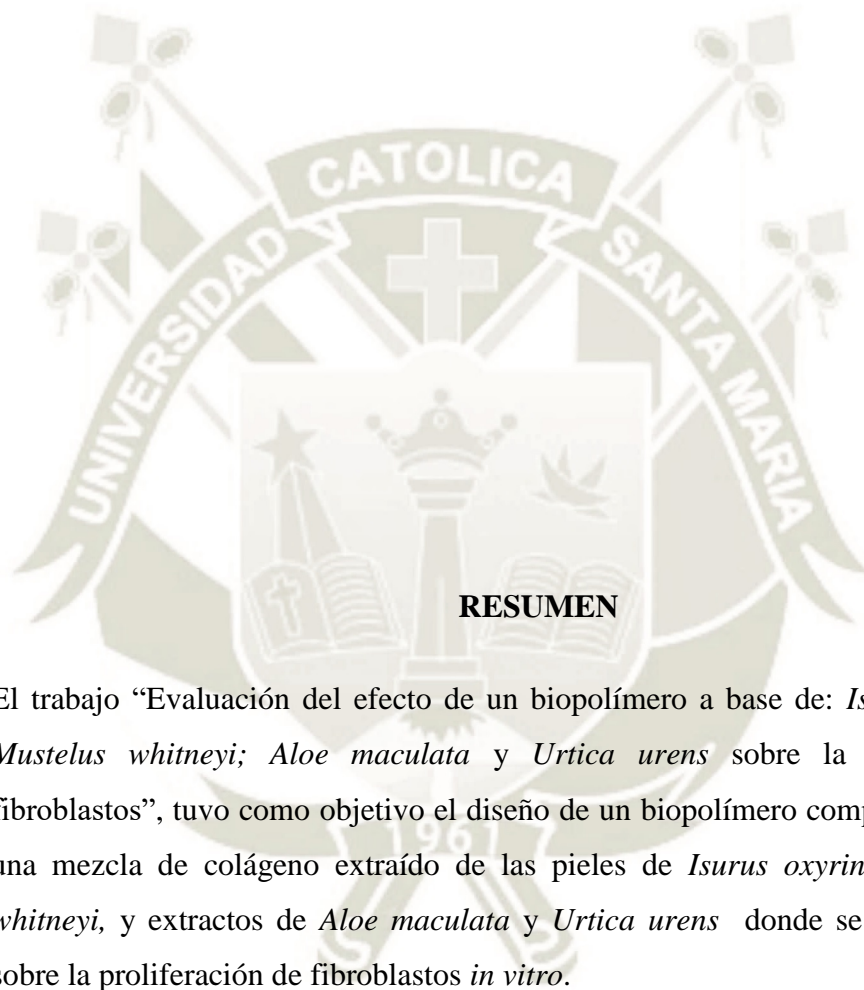 UNIVERSIDAD CATOLICA SANTA MARIA
RESUMEN
El trabajo “Evaluación del efecto de un biopolímero a base de: Is
Mustelus whitneyi; Aloe maculata y Urtica urens sobre la
fibroblastos”, tuvo como objetivo el diseño de un biopolímero comp
una mezcla de colágeno extraído de las pieles de Isurus oxyrin
whitneyi, y extractos de Aloe maculata y Urtica urens donde se
sobre la proliferación de fibroblastos in vitro.
1961